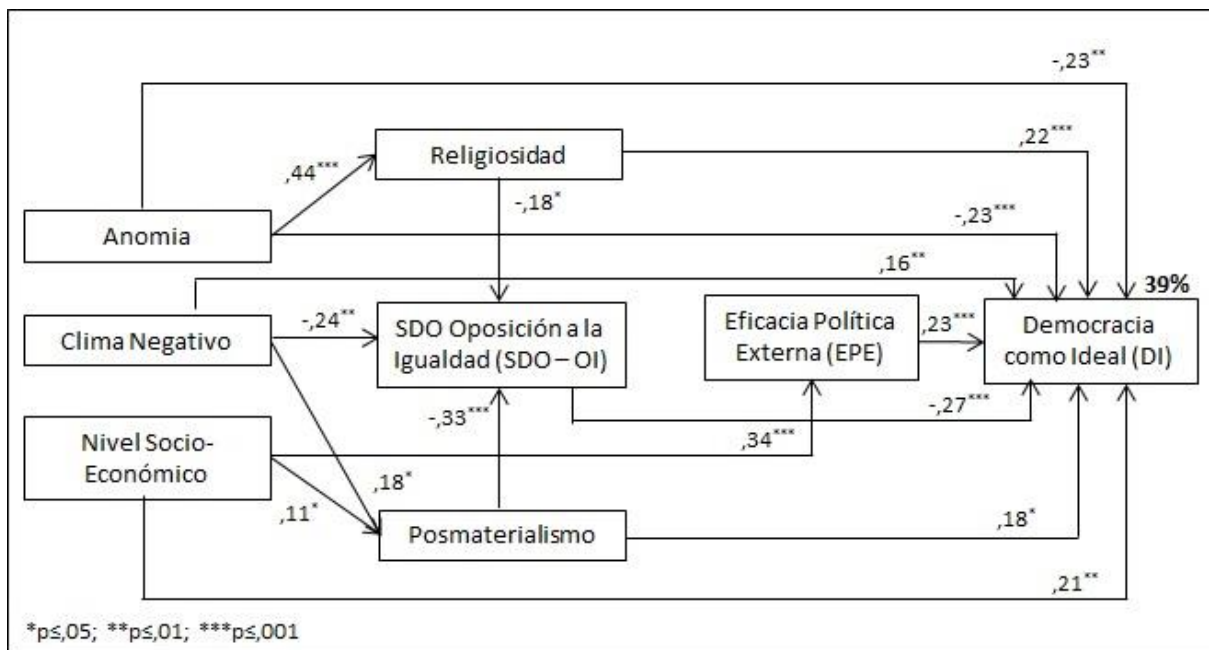 -,23**
Religiosidad
,22***
,44***
-,18*
Anomia
-,23***
,16**
39%
Clima Negativo
-,24**
SDO Oposición a la
Igualdad (SDO – OI)
Eficacia Política
Externa (EPE)
,23***
Democracia
como Ideal (DI)
-,33***
-,27***
Nivel Socio-
Económico
,34***
,18*
,11*
Posmaterialismo
,18*
,21**
*p≤,05; **p≤,01; ***p≤,001